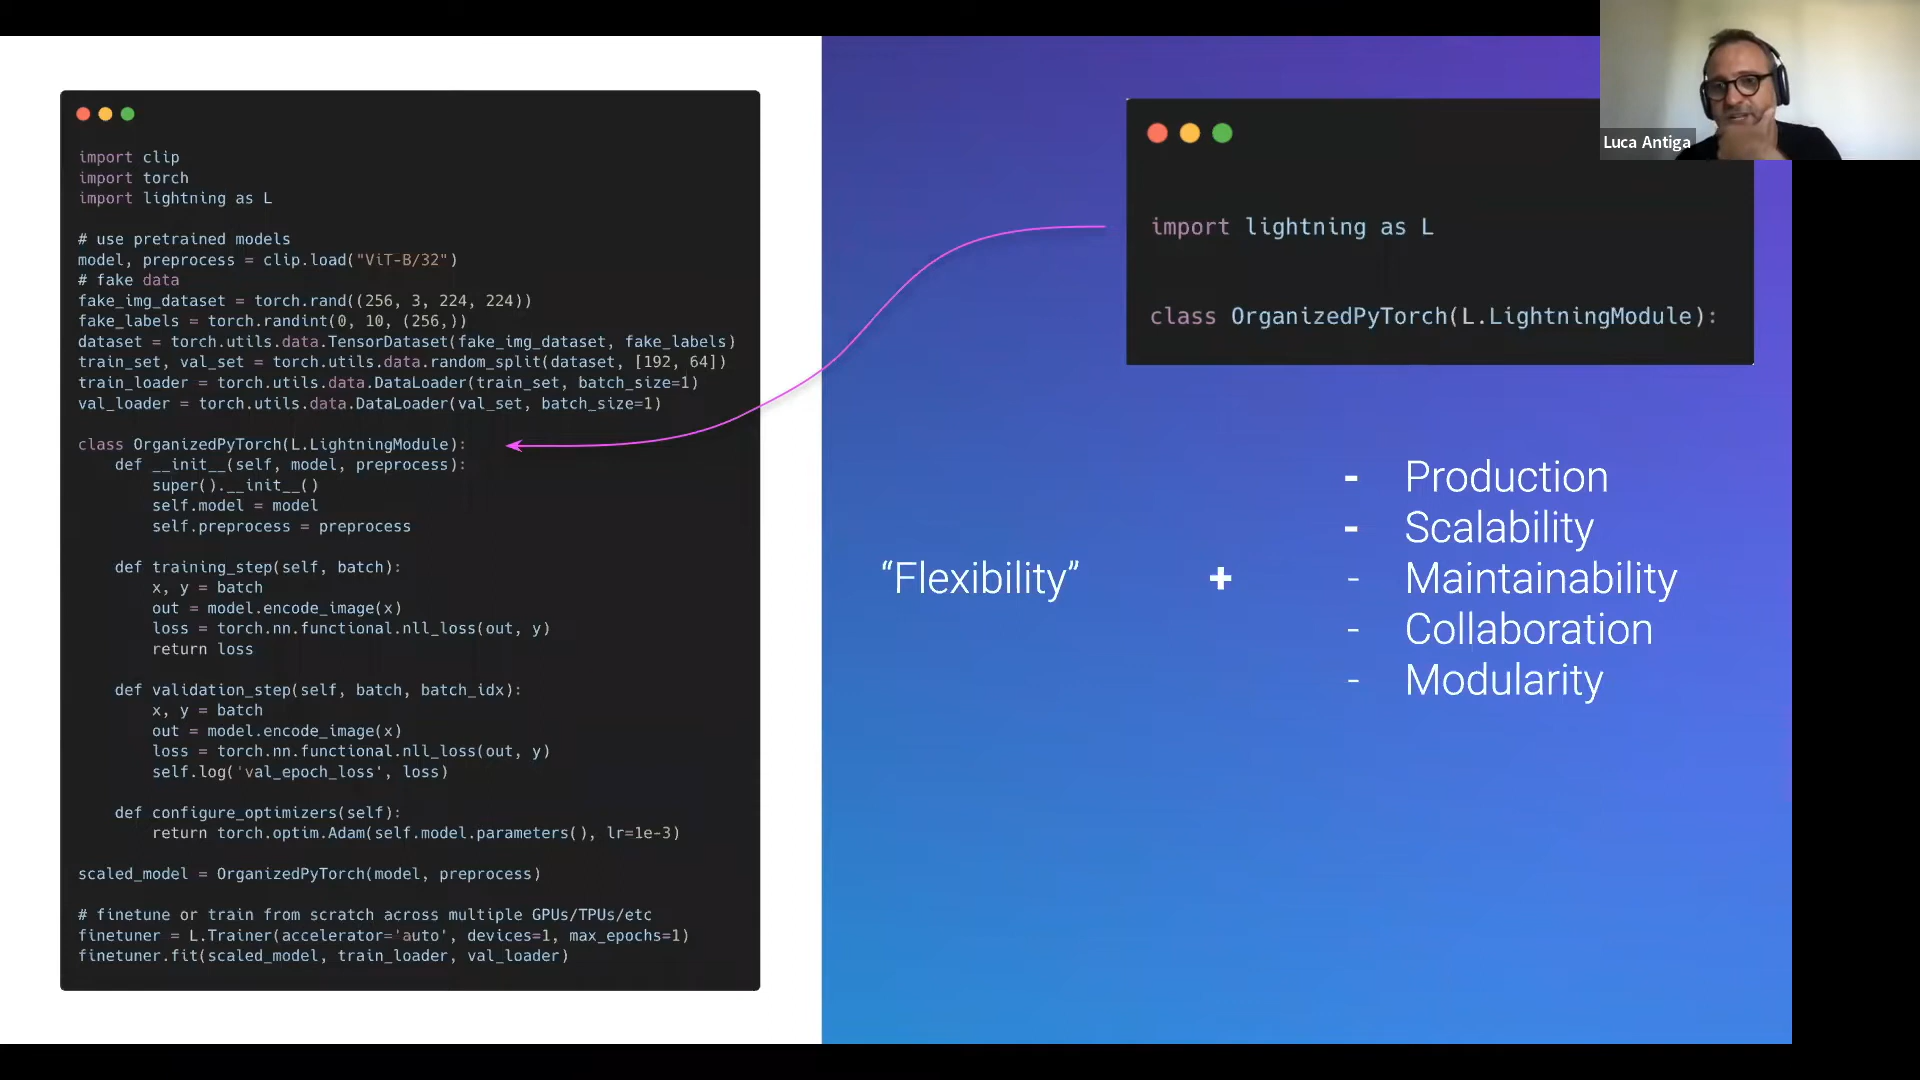 import clip
import torch
import lightning as L
# use pretrained models
model, preprocess = clip.load("ViT-B/32")
# fake data
fake_img_dataset = torch.rand((256, 3, 224, 224))
fake_labels = torch.randint(0, 10, (256,))
dataset = torch.utils.data.TensorDataset(fake_img_dataset, fake_labels)
train_set, val_set = torch.utils.data.random_split(dataset, [192, 64])
train_loader = torch.utils.data.DataLoader(train_set, batch_size=1)
val_loader = torch.utils.data.DataLoader(val_set, batch_size=1)
class OrganizedPyTorch(L.LightningModule):
    def __init__(self, model, preprocess):
        super().__init__()
        self.model = model
        self.preprocess = preprocess
    def training_step(self, batch):
        x, y = batch
        out = model.encode_image(x)
        loss = torch.nn.functional.nll_loss(out, y)
        return loss
    def validation_step(self, batch, batch_idx):
        x, y = batch
        out = model.encode_image(x)
        loss = torch.nn.functional.nll_loss(out, y)
        self.log('val_epoch_loss', loss)
    def configure_optimizers(self):
        return torch.optim.Adam(self.model.parameters(), lr=1e-3)
scaled_model = OrganizedPyTorch(model, preprocess)
# finetune or train from scratch across multiple GPUs/TPUs/etc
finetuner = L.Trainer(accelerator='auto', devices=1, max_epochs=1)
finetuner.fit(scaled_model, train_loader, val_loader)
import lightning as L
class OrganizedPyTorch(L.LightningModule):
“Flexibility”
+
- Production
- Scalability
- Maintainability
- Collaboration
- Modularity
Luca Antiga